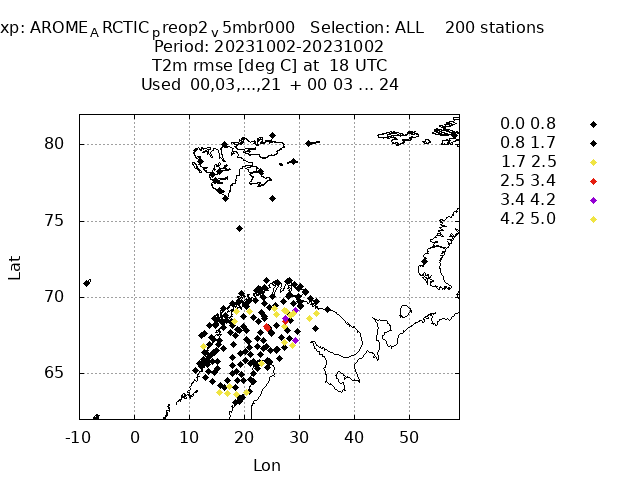 xp: AROME_ARCTIC_preop2_v5mbr000 Selection: ALL 200 stations
Period: 20231002-20231002
T2m rmse [deg C] at 18 UTC
Used 00,03,...,21 + 00 03 ... 24
0.0 0.8
0.8 1.7
1.7 2.5
2.5 3.4
3.4 4.2
4.2 5.0
80
75
70
65
Lat
-10 0 10 20 30 40 50
Lon